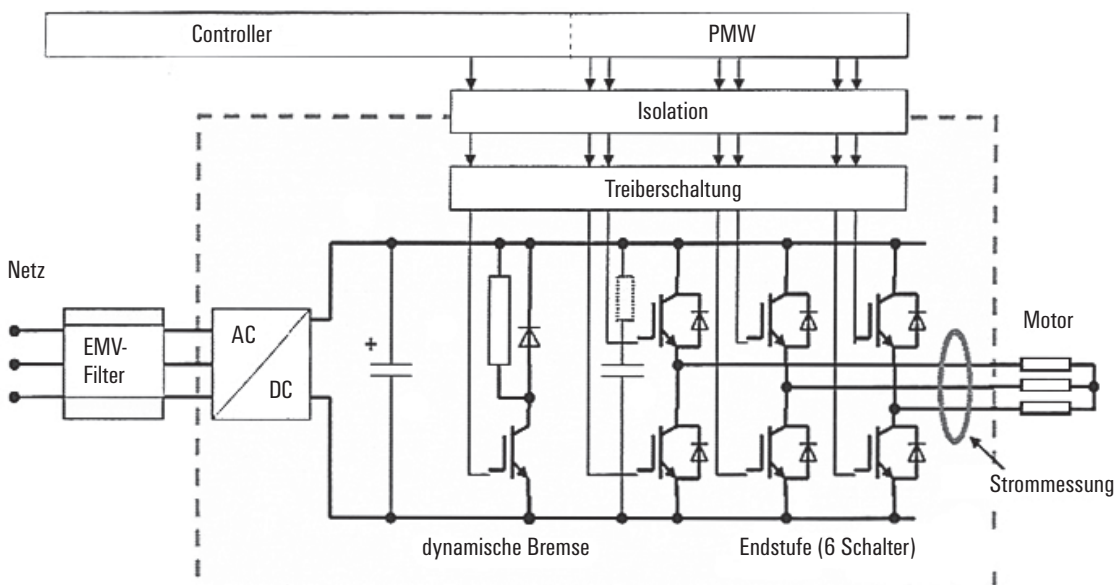 Controller
PMW
Isolation
Treiberschaltung
Netz
EMV-
Filter
AC
DC
+
Motor
Strommessung
dynamische Bremse
Endstufe (6 Schalter)